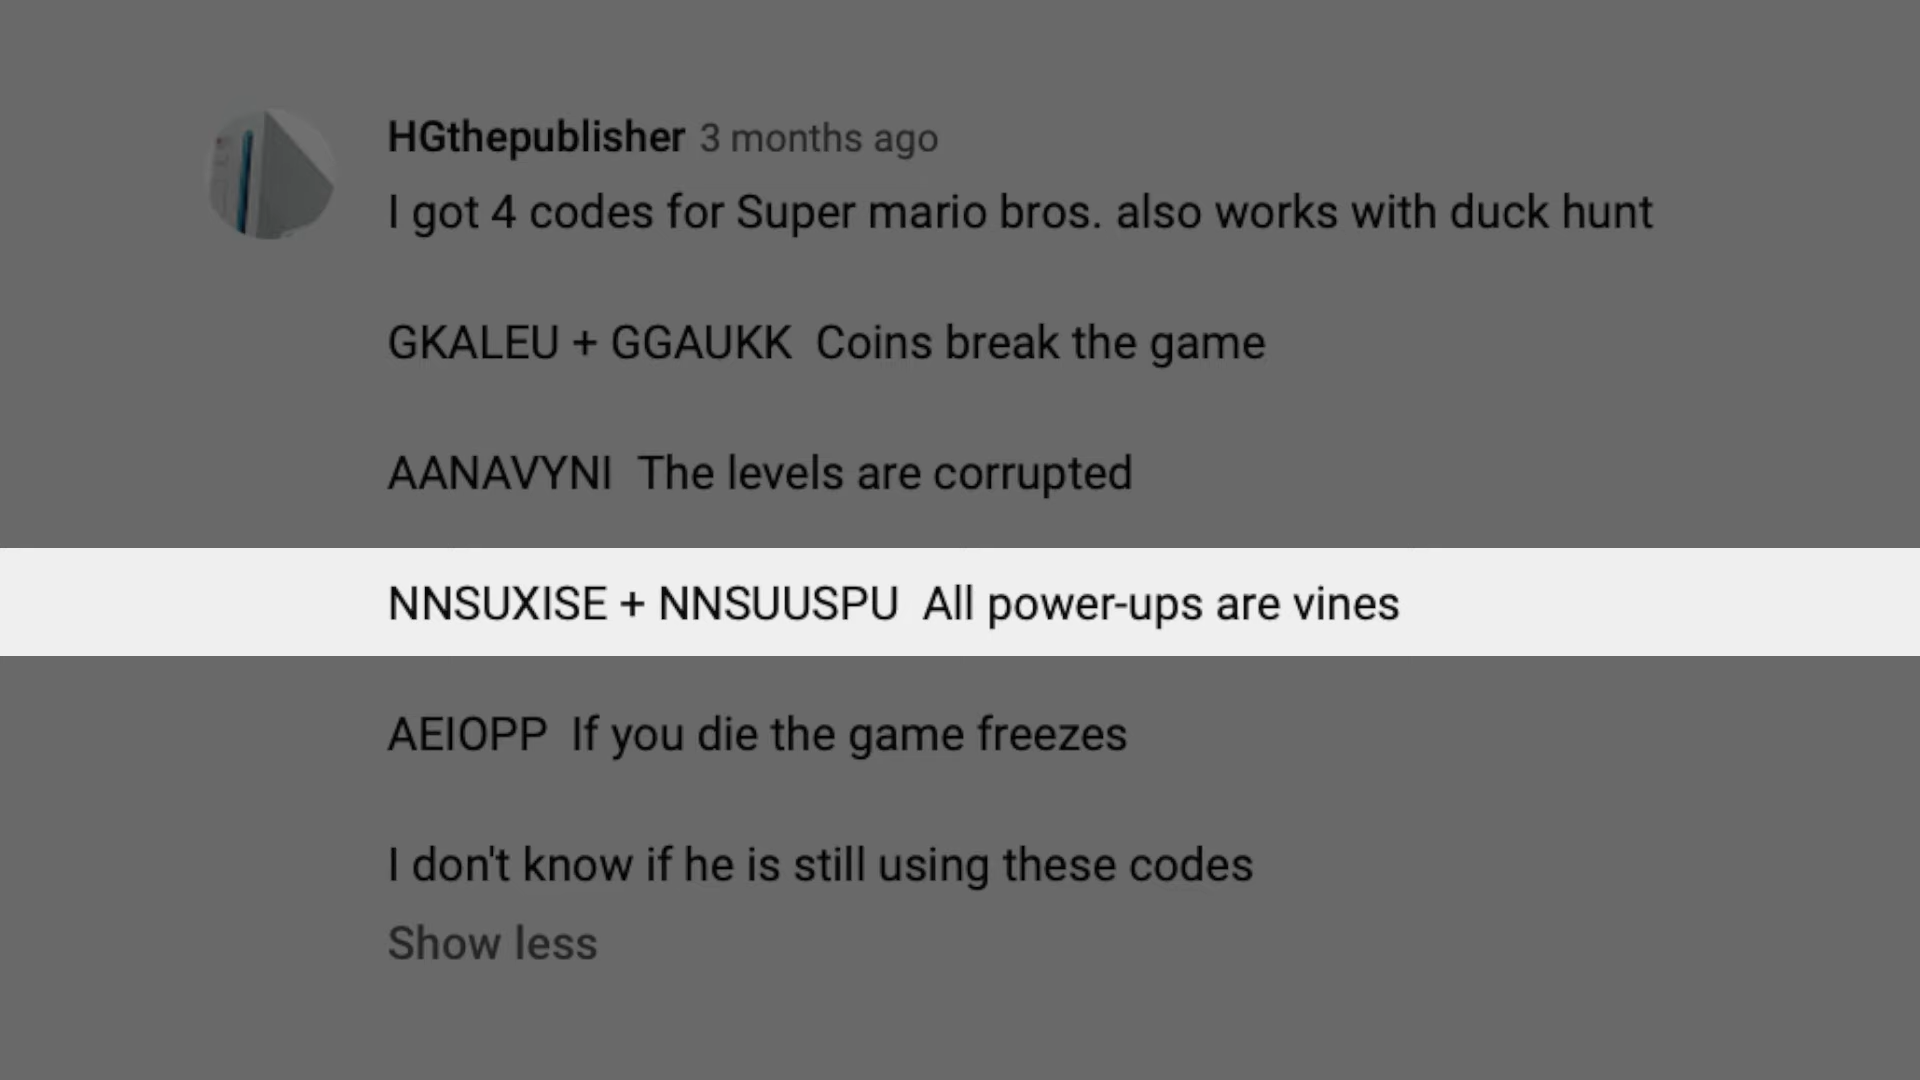 HGthepublisher 3 months ago
I got 4 codes for Super mario bros. also works with duck hunt
GKALEU + GGAUKK Coins break the game
AANAVYNI The levels are corrupted
NNSUXISE + NNSUUSPU All power-ups are vines
AEIOPP If you die the game freezes
I don't know if he is still using these codes
Show less